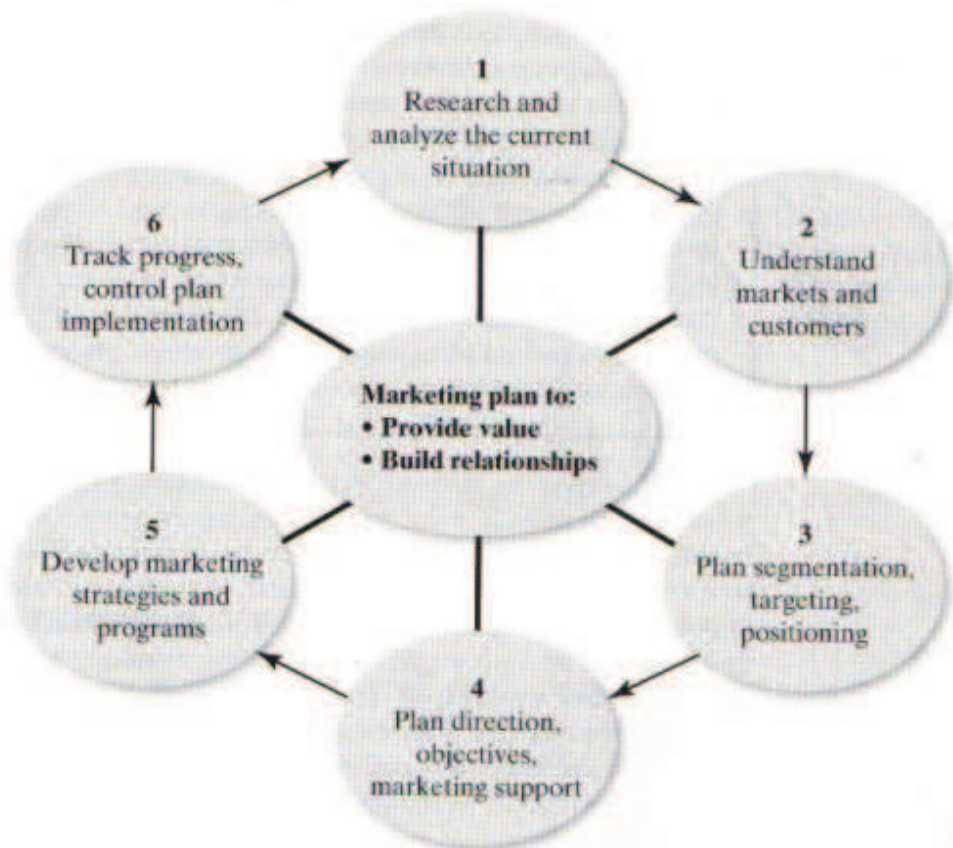 1
Research and
analyze the current
situation
2
Understand
markets and
customers
3
Plan segmentation,
targeting,
positioning
4
Plan direction,
objectives,
marketing support
5
Develop marketing
strategies and
programs
6
Track progress,
control plan
implementation
Marketing plan to:
• Provide value
• Build relationships